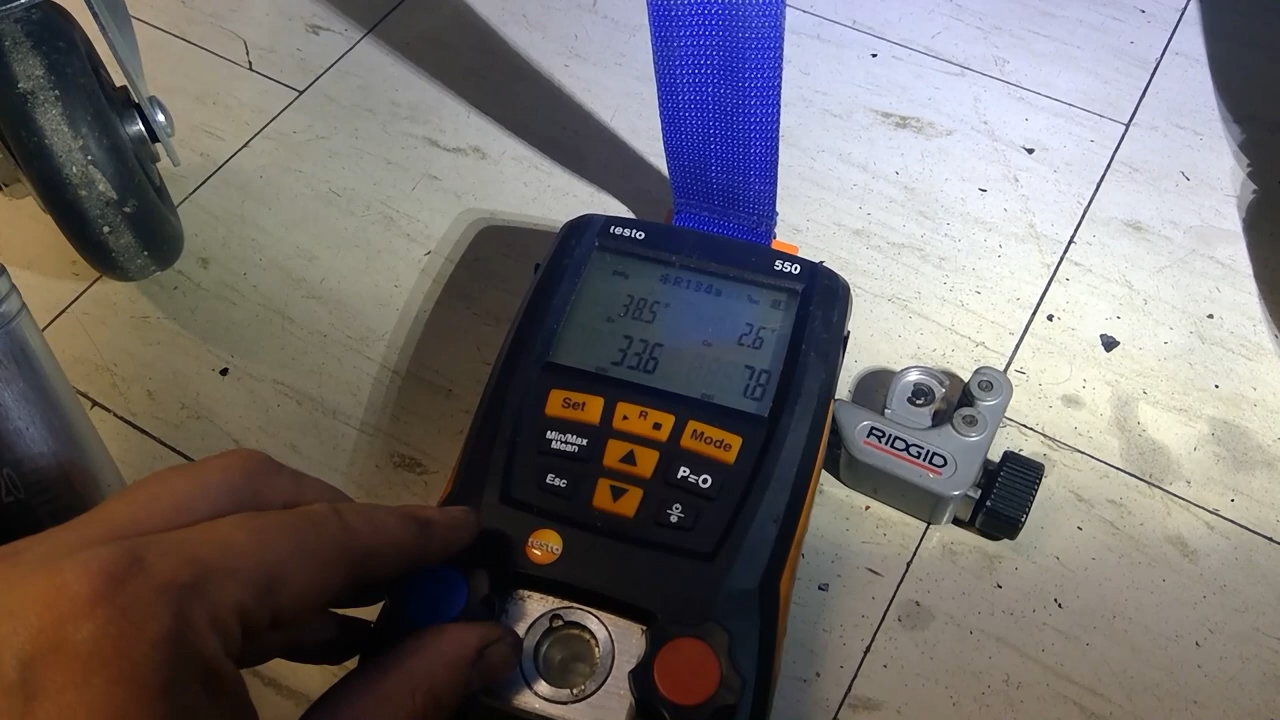 testo
550
R134a
38.5°
2.6°
33.6
7.8
Set
R
Mode
Min/Max
Mean
P=0
Esc
testo
RIDGID
20